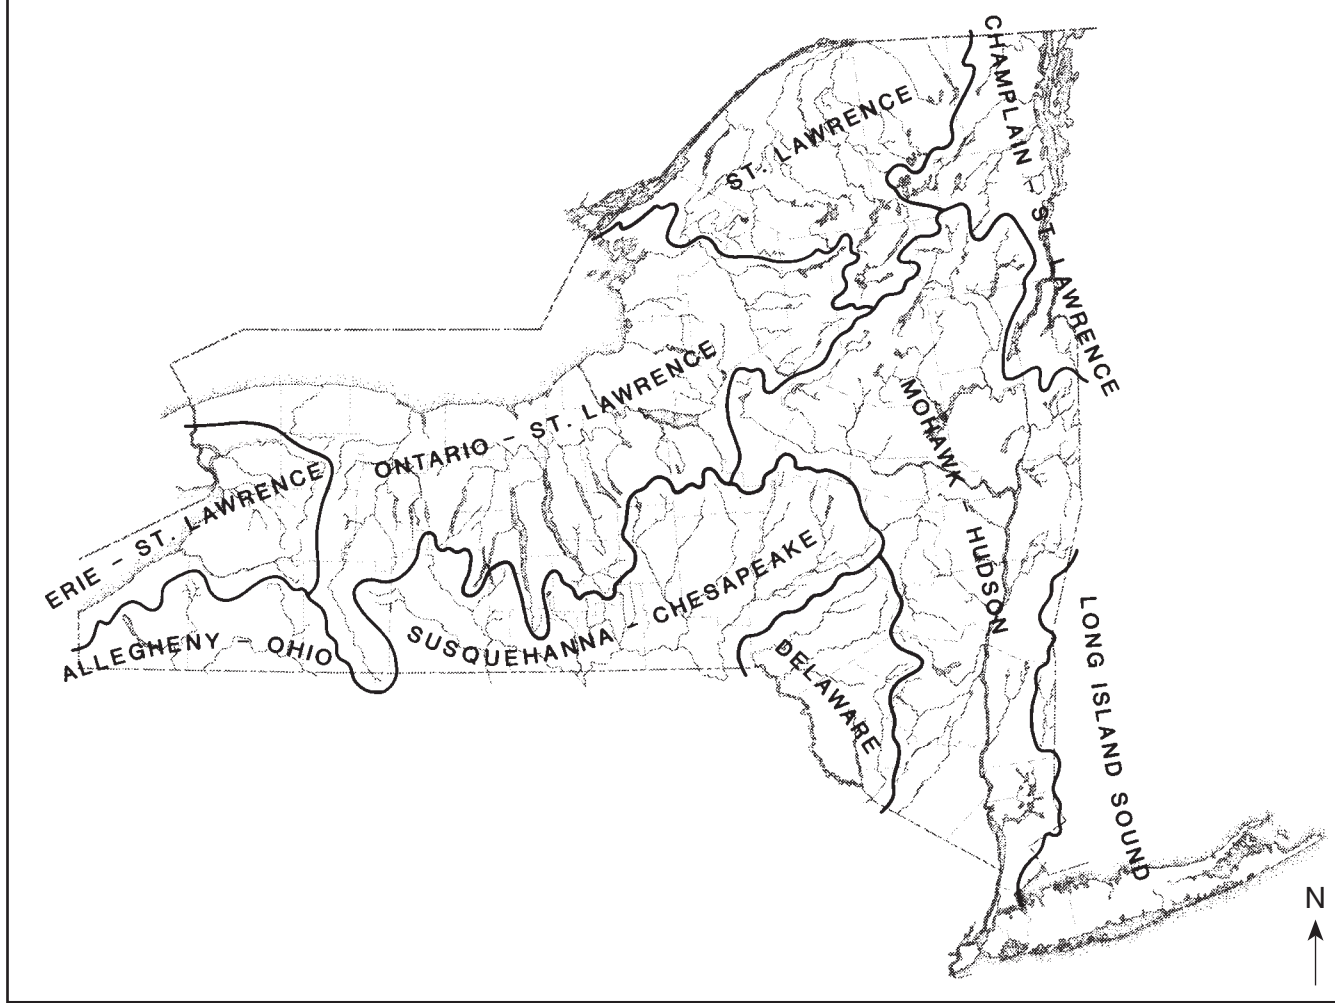 CHAMPLAIN – ST. LAWRENCE
ST. LAWRENCE
ONTARIO – ST. LAWRENCE
MOHAWK – HUDSON
ERIE – ST. LAWRENCE
ALLEGHENY – OHIO
SUSQUEHANNA – CHESAPEAKE
DELAWARE
LONG ISLAND SOUND
N